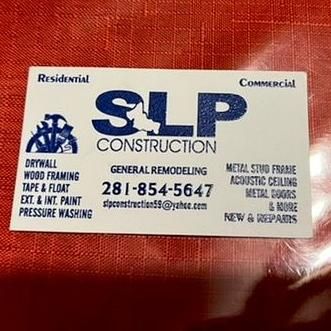 Residential
Commercial
SLP
CONSTRUCTION
GENERAL REMODELING
281-854-5647
slpconstruction59@yahoo.com
DRYWALL
WOOD FRAMING
TAPE & FLOAT
EXT. & INT. PAINT
PRESSURE WASHING
METAL STUD FRAME
ACOUSTIC CEILING
METAL DOORS
& MORE
NEW & REPAIRS